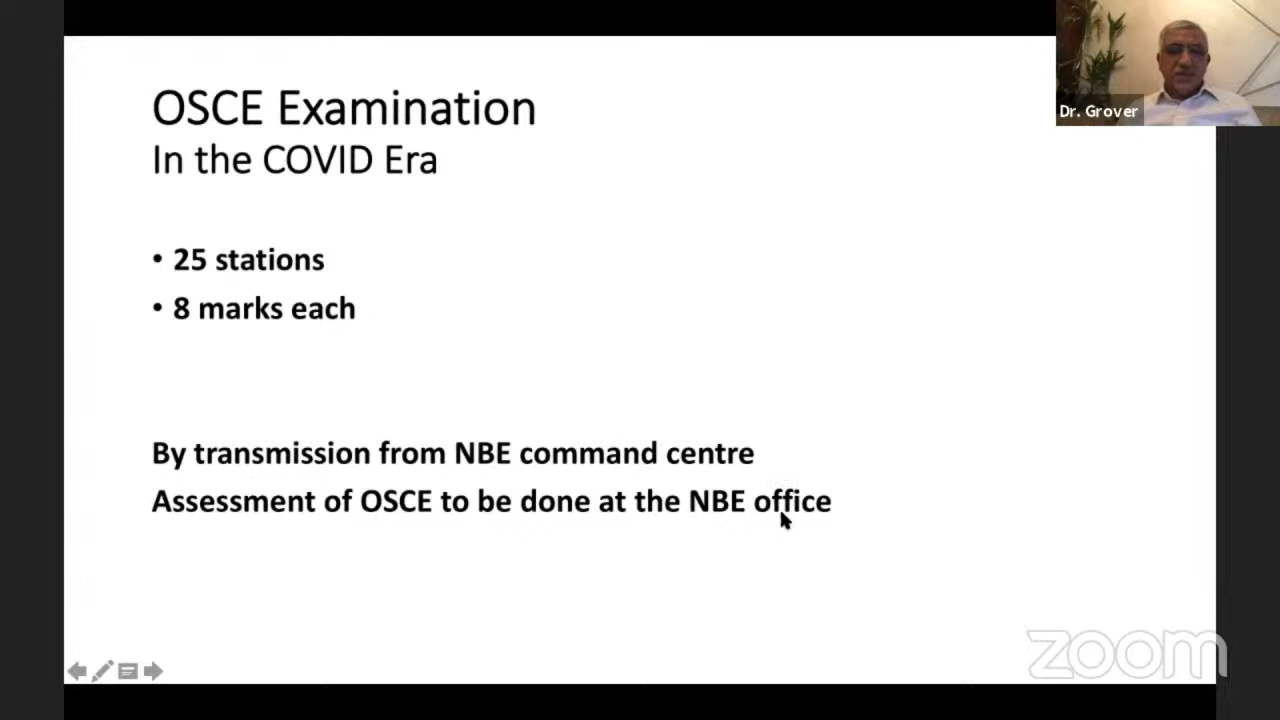 OSCE Examination
In the COVID Era
• 25 stations
• 8 marks each
By transmission from NBE command centre
Assessment of OSCE to be done at the NBE office
Dr. Grover
zoom